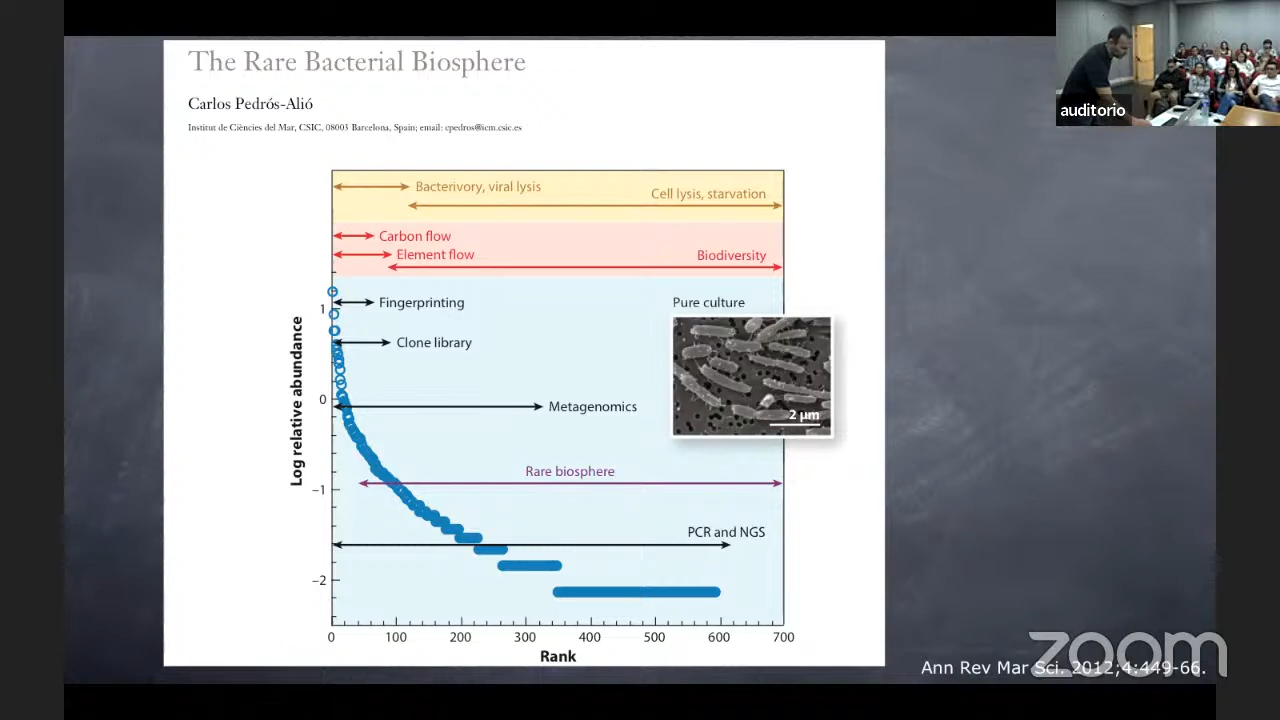 The Rare Bacterial Biosphere
Carlos Pedrós-Alió
Institut de Ciències del Mar, CSIC, 08003 Barcelona, Spain; email: cpedros@icm.csic.es
auditorio
Bacterivory, viral lysis
Cell lysis, starvation
Carbon flow
Element flow
Biodiversity
Fingerprinting
Pure culture
Clone library
Metagenomics
2 μm
Rare biosphere
PCR and NGS
Log relative abundance
1
0
−1
−2
0 100 200 300 400 500 600 700
Rank
zoom
Ann Rev Mar Sci. 2012;4:449-66.